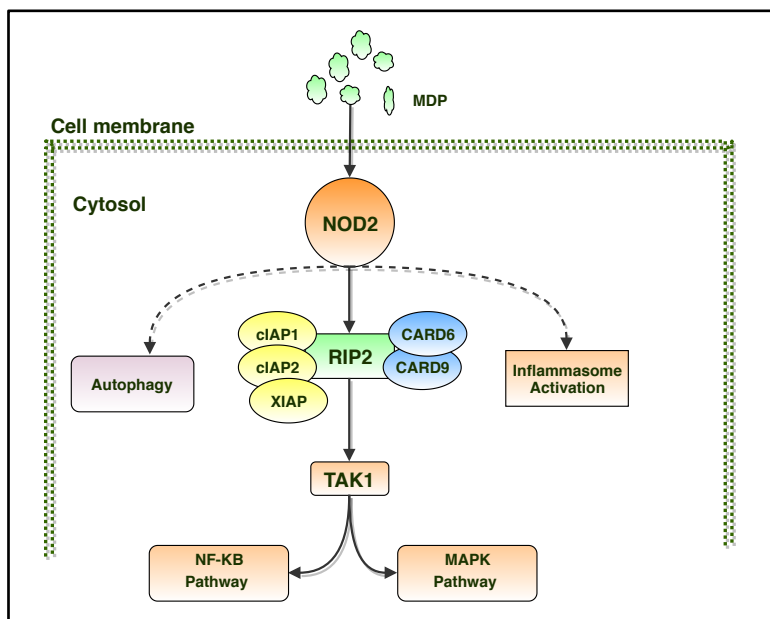 MDP
Cell membrane
Cytosol
NOD2
cIAP1
CARD6
RIP2
cIAP2
CARD9
XIAP
Autophagy
Inflammasome
Activation
TAK1
NF-KB
Pathway
MAPK
Pathway